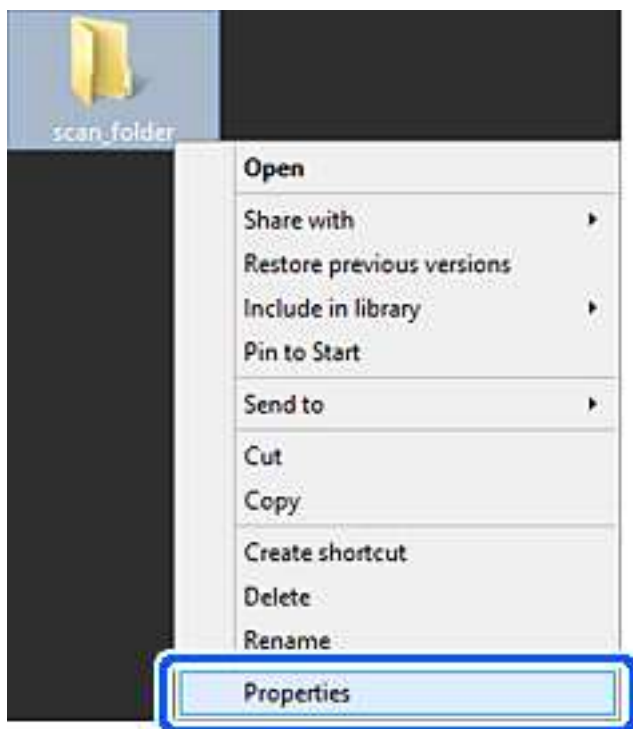 scan_folder
Open
Share with
Restore previous versions
Include in library
Pin to Start
Send to
Cut
Copy
Create shortcut
Delete
Rename
Properties